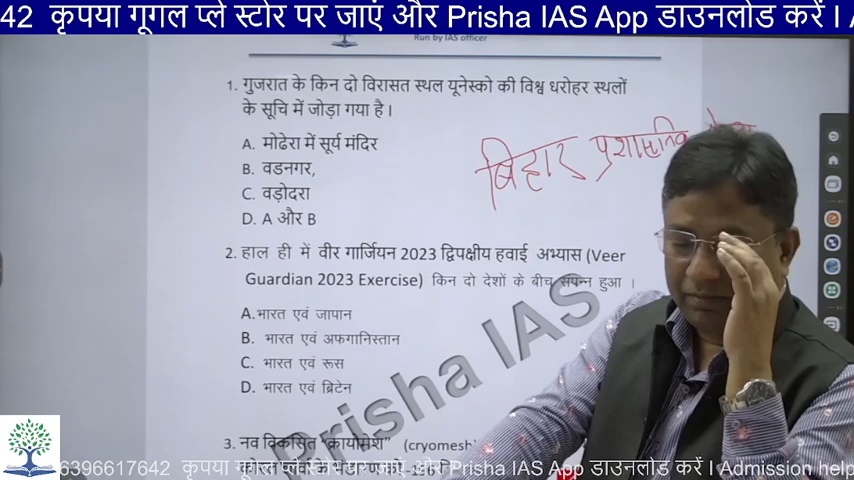 42 कृपया गूगल प्ले स्टोर पर जाएं और Prisha IAS App डाउनलोड करें I
Run by IAS officer
1. गुजरात के किन दो विरासत स्थल यूनेस्को की विश्व धरोहर स्थलों
के सूचि में जोड़ा गया है ।
A. मोढेरा में सूर्य मंदिर
B. वडनगर,
C. वड़ोदरा
D. A और B
बिहार प्रशासनिक
2. हाल ही में वीर गार्जियन 2023 द्विपक्षीय हवाई अभ्यास (Veer
Guardian 2023 Exercise) किन दो देशों के बीच संपन्न हुआ ।
A.भारत एवं जापान
B. भारत एवं अफगानिस्तान
C. भारत एवं रूस
D. भारत एवं ब्रिटेन
Prisha IAS
3. नव विकसित "क्रायोमेश" (cryomesh)
6396617642 कृपया गूगल प्ले स्टोर पर जाएं और Prisha IAS App डाउनलोड करें I Admission help